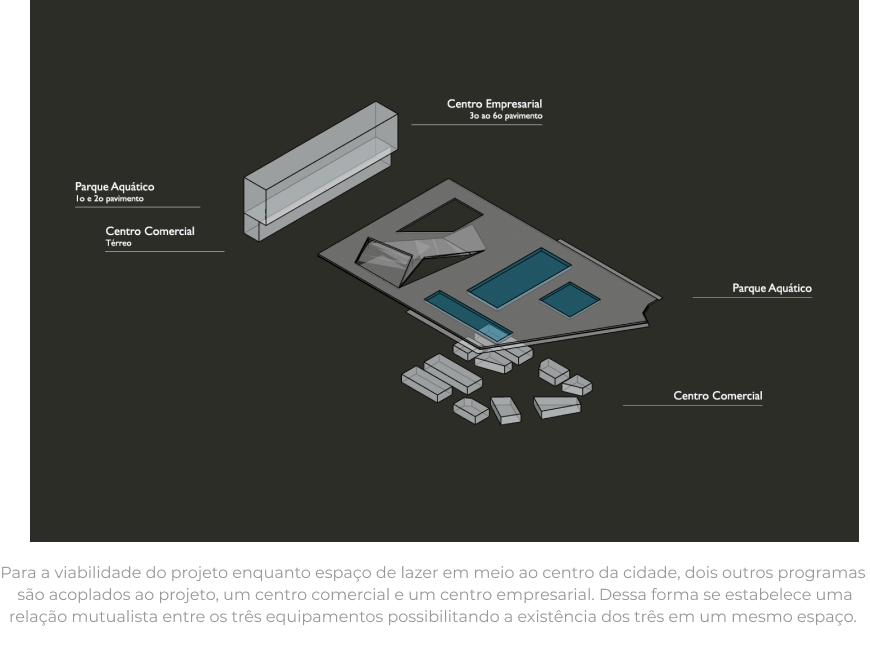 Centro Empresarial
3o ao 6o pavimento
Parque Aquático
1o e 2o pavimento
Centro Comercial
Térreo
Parque Aquático
Centro Comercial
Para a viabilidade do projeto enquanto espaço de lazer em meio ao centro da cidade, dois outros programas
são acoplados ao projeto, um centro comercial e um centro empresarial. Dessa forma se estabelece uma
relação mutualista entre os três equipamentos possibilitando a existência dos três em um mesmo espaço.